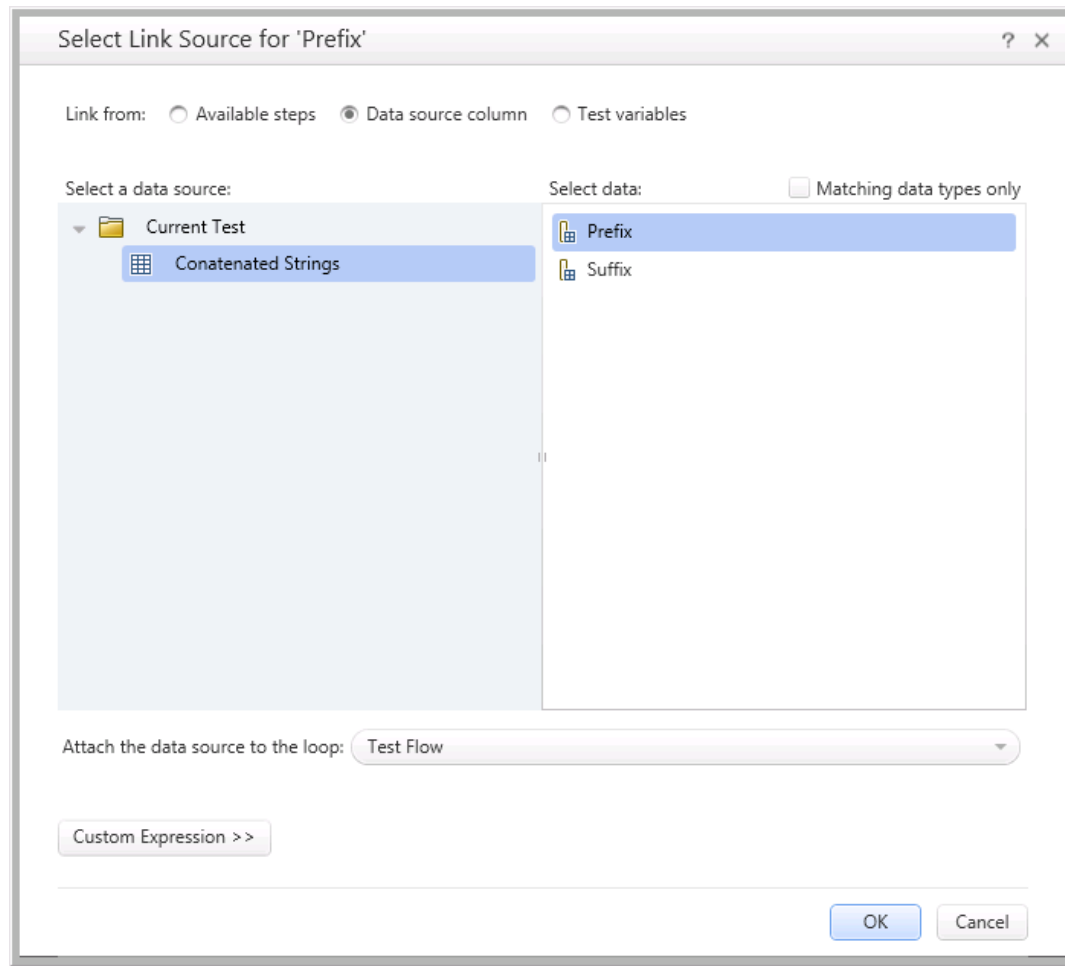 Select Link Source for 'Prefix'
? ×
Link from: Available steps Data source column Test variables
Select a data source: Select data: Matching data types only
Current Test
Prefix
Conatenated Strings
Suffix
Attach the data source to the loop: Test Flow
Custom Expression >>
OK Cancel